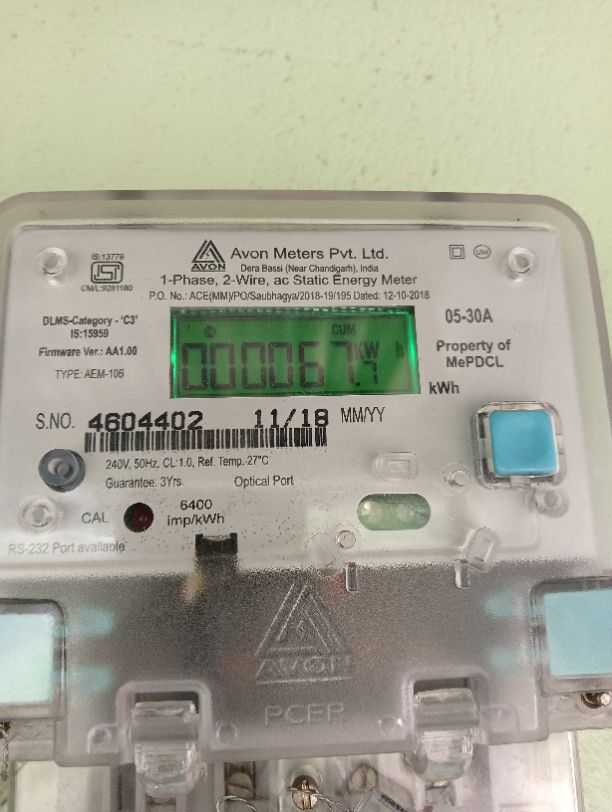 IS:13779
ISI
CM/L:9281180
AVON
Avon Meters Pvt. Ltd.
Dera Bassi (Near Chandigarh), India
1-Phase, 2-Wire, ac Static Energy Meter
P.O. No.: ACE(MM)/PO/Saubhagya/2018-19/195 Dated: 12-10-2018
DLMS-Category - 'C3'
IS:15959
Firmware Ver.: AA1.00
TYPE: AEM-106
CUM
000067.7 KW h
05-30A
Property of
MePDCL
kWh
S.NO. 4604402 11/18 MM/YY
240V, 50Hz, CL:1.0, Ref. Temp.-27°C
Guarantee: 3Yrs. Optical Port
CAL
6400
imp/kWh
RS-232 Port available
AVON
PCFP